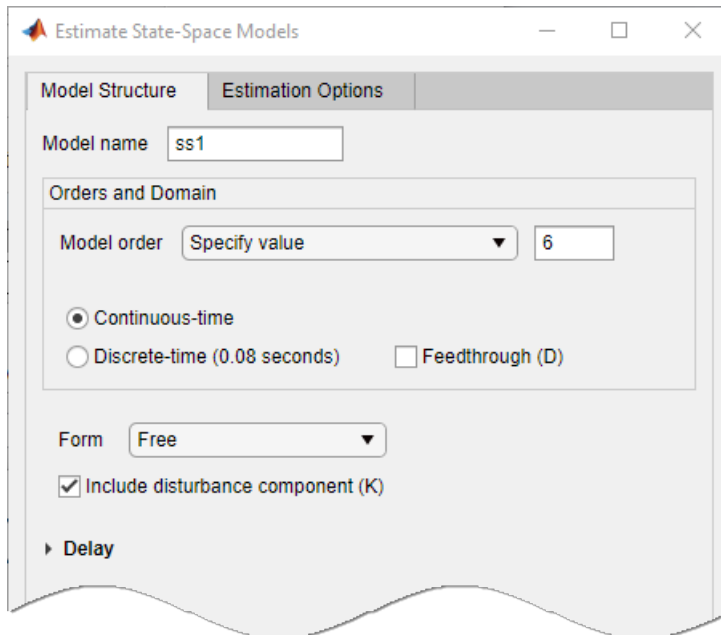 Estimate State-Space Models
Model Structure Estimation Options
Model name ss1
Orders and Domain
Model order Specify value 6
Continuous-time
Discrete-time (0.08 seconds) Feedthrough (D)
Form Free
Include disturbance component (K)
Delay